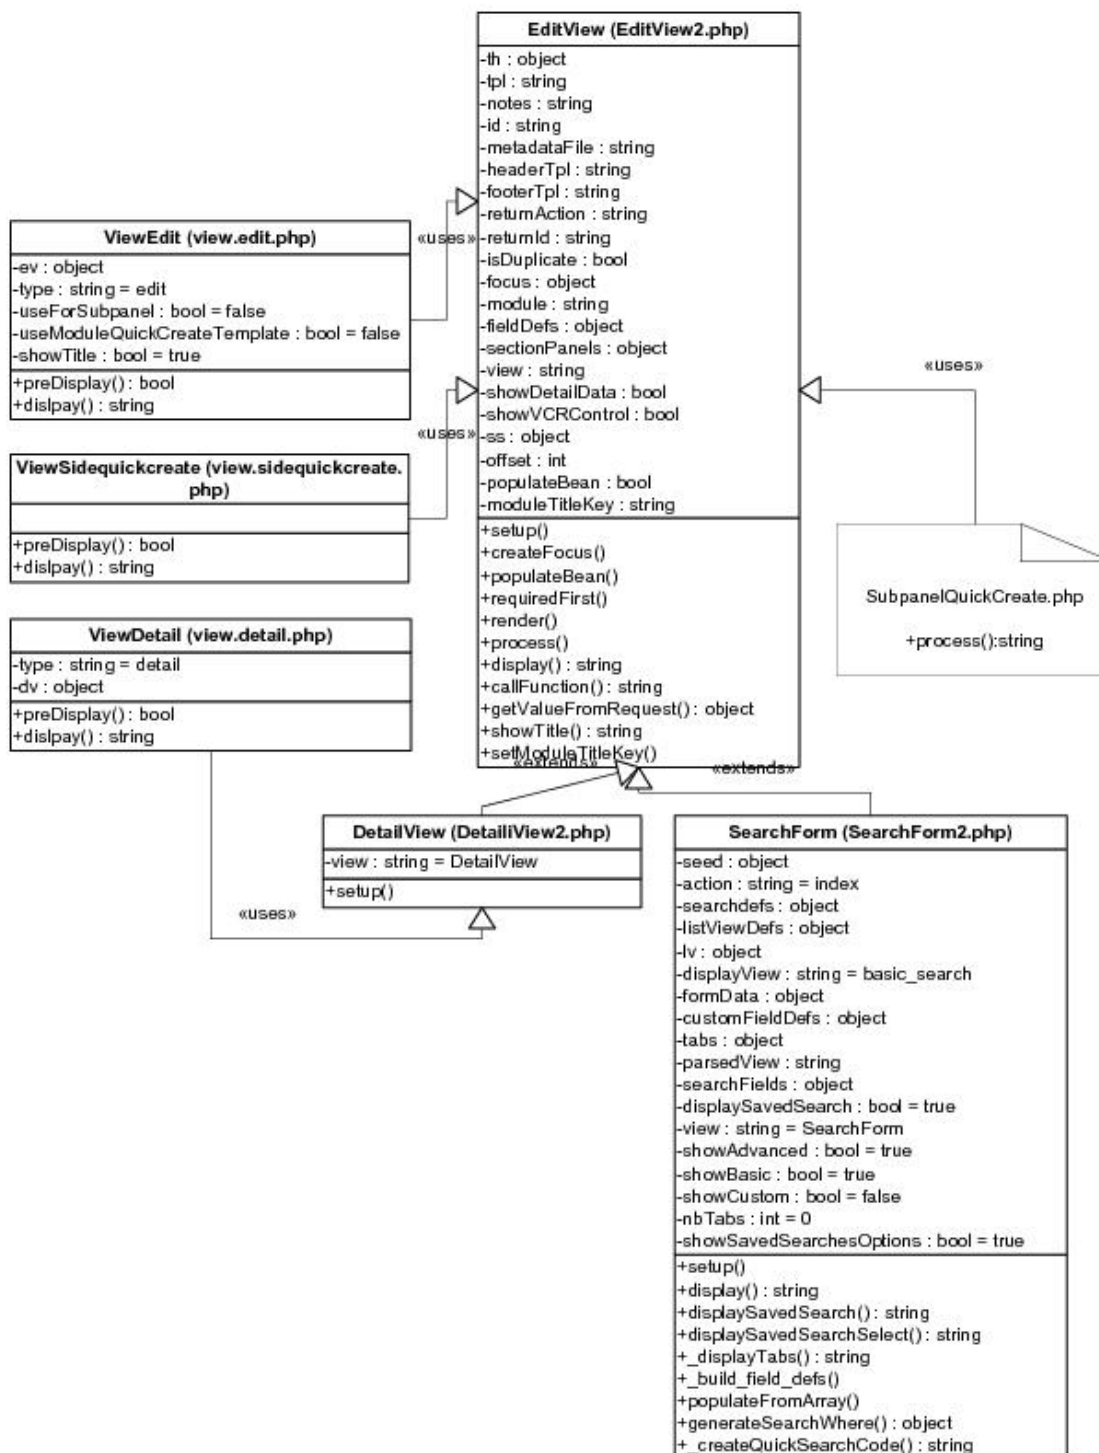 EditView (EditView2.php)
-th : object
-tpl : string
-notes : string
-id : string
-metadataFile : string
-headerTpl : string
-footerTpl : string
-returnAction : string
-returnId : string
-isDuplicate : bool
-focus : object
-module : string
-fieldDefs : object
-sectionPanels : object
-view : string
-showDetailData : bool
-showVCRControl : bool
-ss : object
-offset : int
-populateBean : bool
-moduleTitleKey : string
+setup()
+createFocus()
+populateBean()
+requiredFirst()
+render()
+process()
+display() : string
+callFunction() : string
+getValueFromRequest() : object
+showTitle() : string
+setModuleTitleKey()
ViewEdit (view.edit.php)
-ev : object
-type : string = edit
-useForSubpanel : bool = false
-useModuleQuickCreateTemplate : bool = false
-showTitle : bool = true
+preDisplay() : bool
+dislpay() : string
«uses»
ViewSidequickcreate (view.sidequickcreate.
php)
+preDisplay() : bool
+dislpay() : string
«uses»
ViewDetail (view.detail.php)
-type : string = detail
-dv : object
+preDisplay() : bool
+dislpay() : string
«uses»
«uses»
SubpanelQuickCreate.php
+process():string
«extends»
«extends»
DetailView (DetailiView2.php)
-view : string = DetailView
+setup()
SearchForm (SearchForm2.php)
-seed : object
-action : string = index
-searchdefs : object
-listViewDefs : object
-lv : object
-displayView : string = basic_search
-formData : object
-customFieldDefs : object
-tabs : object
-parsedView : string
-searchFields : object
-displaySavedSearch : bool = true
-view : string = SearchForm
-showAdvanced : bool = true
-showBasic : bool = true
-showCustom : bool = false
-nbTabs : int = 0
-showSavedSearchesOptions : bool = true
+setup()
+display() : string
+displaySavedSearch() : string
+displaySavedSearchSelect() : string
+_displayTabs() : string
+_build_field_defs()
+populateFromArray()
+generateSearchWhere() : object
+_createQuickSearchCode() : string